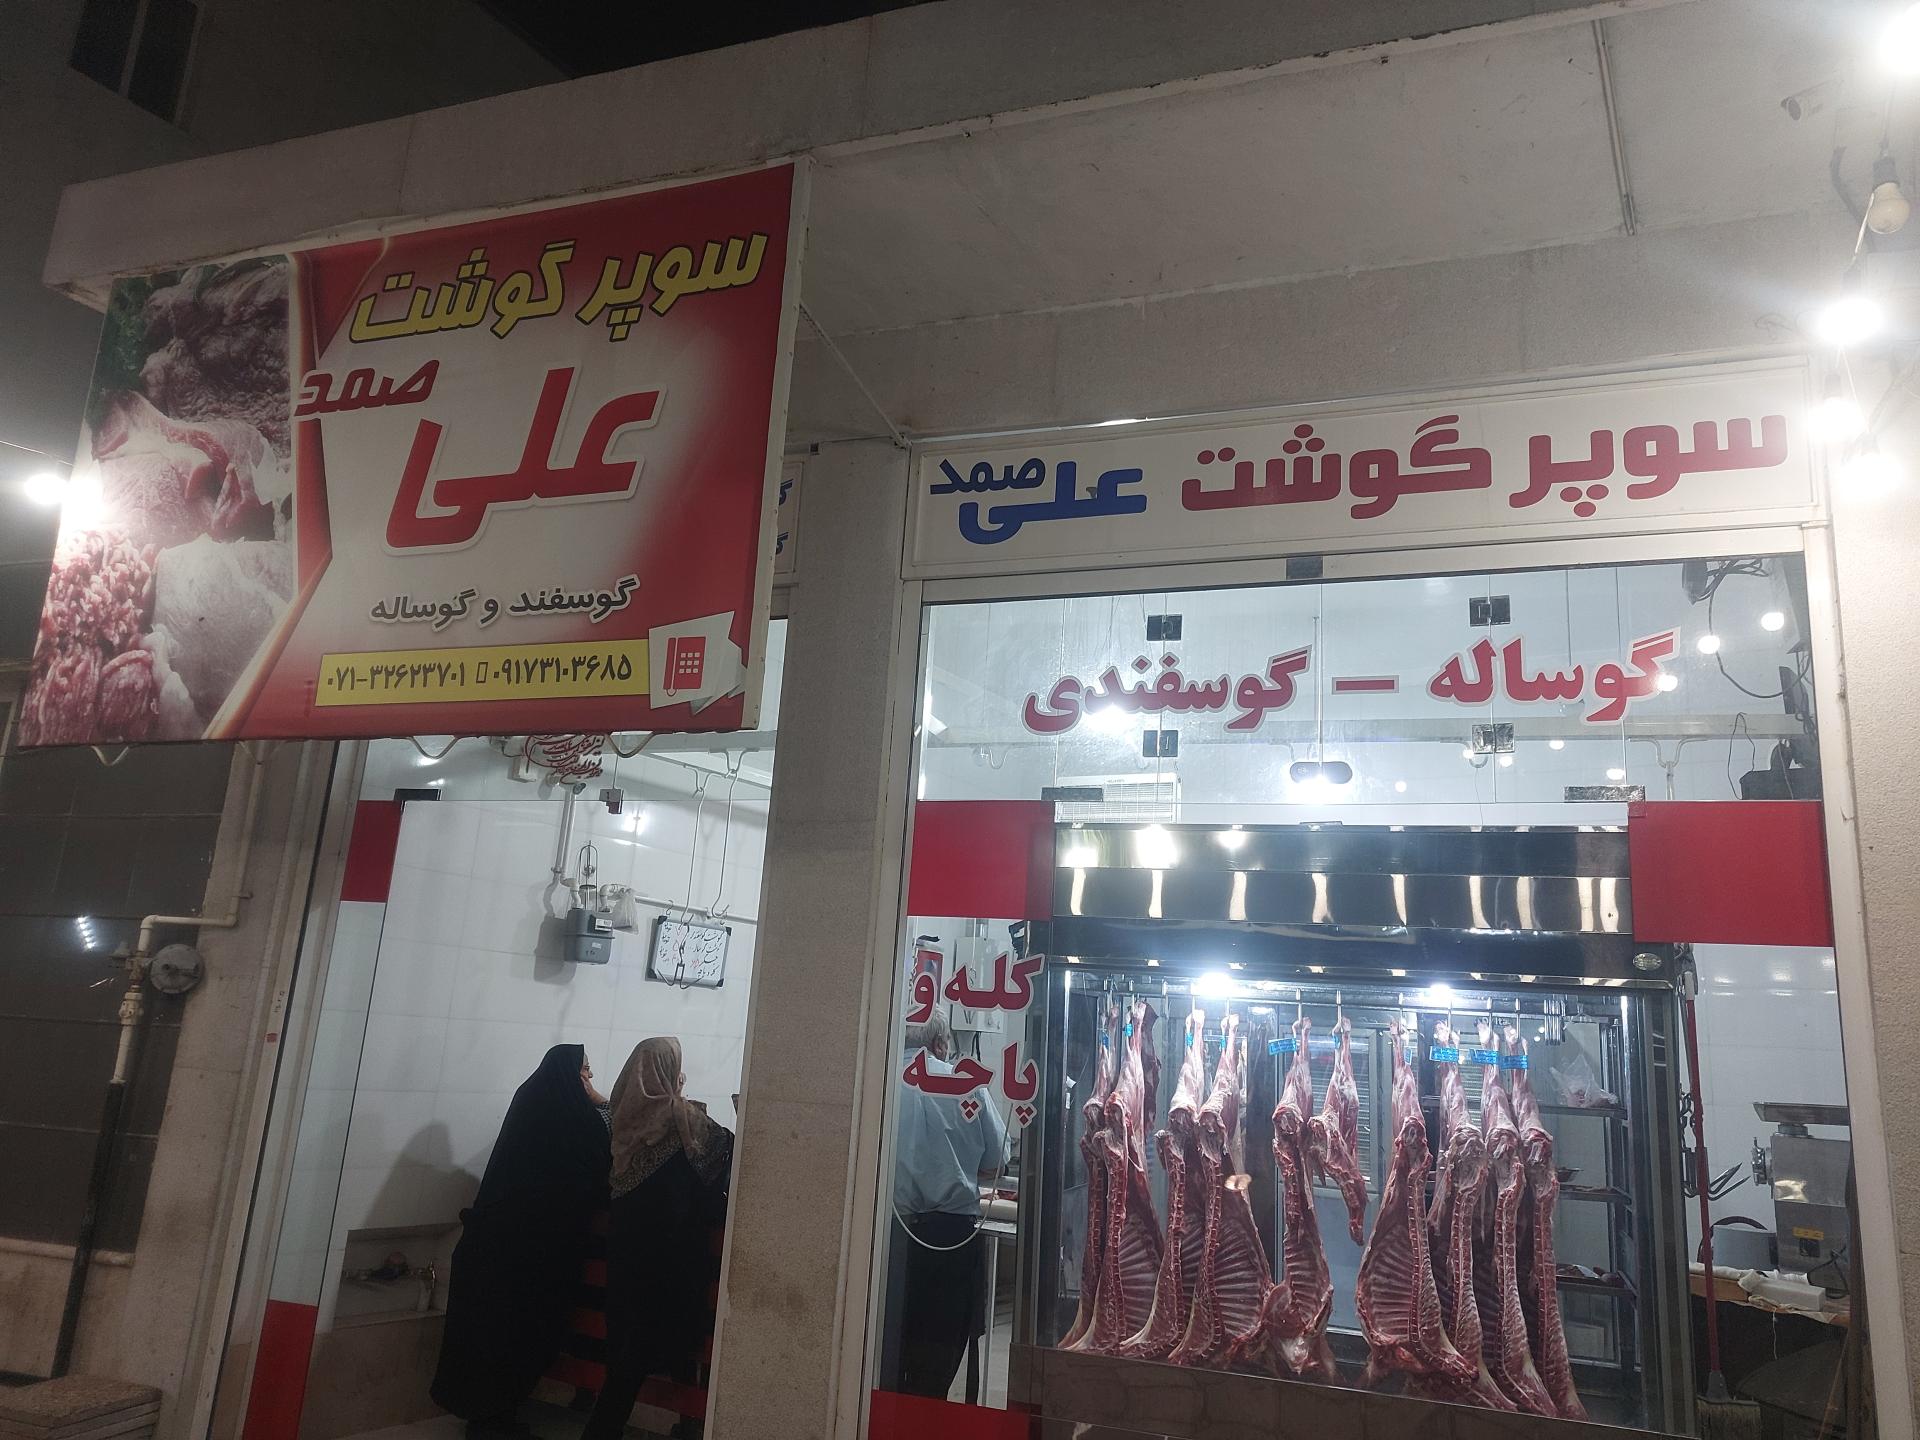 سوپر گوشت
علی صمد
گوسفند و گوساله
۰۹۱۷۳۱۰۳۶۸۵
۰۷۱-۳۲۶۲۳۷۰۱
سوپر گوشت علی صمد
گوساله – گوسفندی
کله و
پاچه